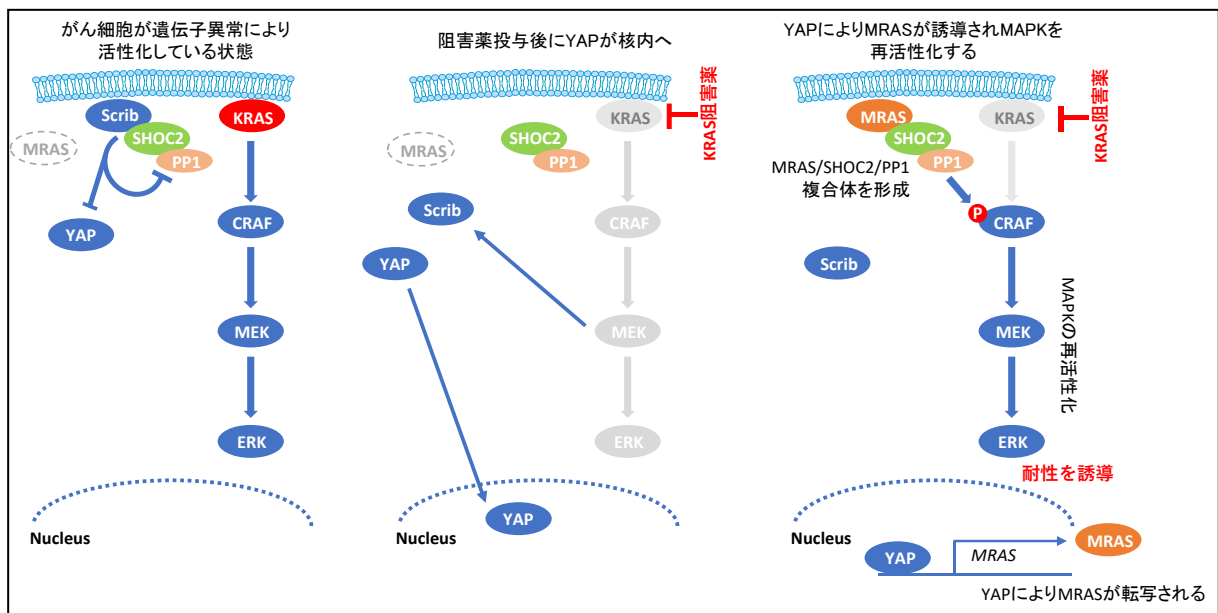 がん細胞が遺伝子異常により
活性化している状態
Scrib
KRAS
SHOC2
MRAS
PP1
YAP
CRAF
MEK
ERK
Nucleus
阻害薬投与後にYAPが核内へ
KRAS
KRAS阻害薬
SHOC2
MRAS
PP1
Scrib
CRAF
YAP
MEK
ERK
YAP
Nucleus
YAPによりMRASが誘導されMAPKを
再活性化する
MRAS
KRAS
KRAS阻害薬
SHOC2
PP1
MRAS/SHOC2/PP1
複合体を形成
P
CRAF
Scrib
MEK
MAPKの再活性化
ERK
耐性を誘導
Nucleus
YAP
MRAS
MRAS
YAPによりMRASが転写される